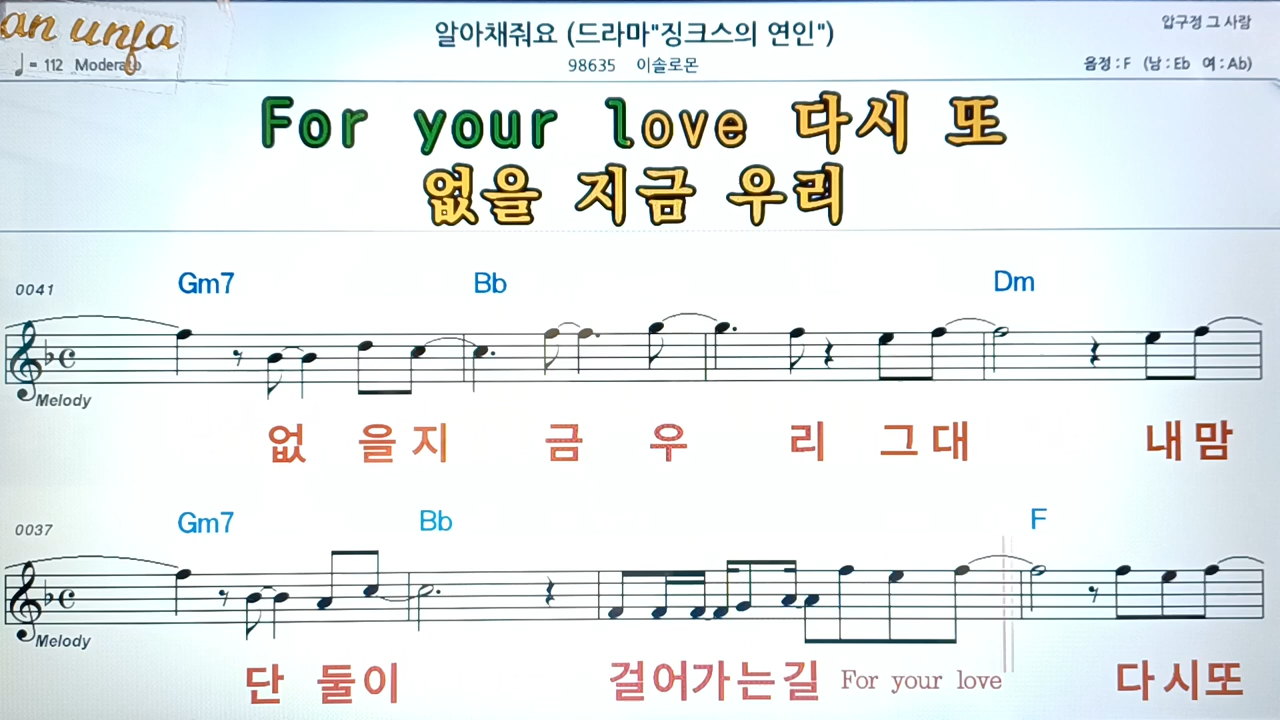 an unja
알아채줘요 (드라마"징크스의 연인")
압구정 그 사랑
♩= 112 Moderato
98635 이솔로몬
음정 : F (남 : Eb 여 : Ab)
For your love 다시 또
없을 지금 우리
0041 Gm7 Bb Dm
Melody
없 을 지 금 우 리 그 대 내 맘
0037 Gm7 Bb F
Melody
단 둘이 걸어가는길 For your love 다시또